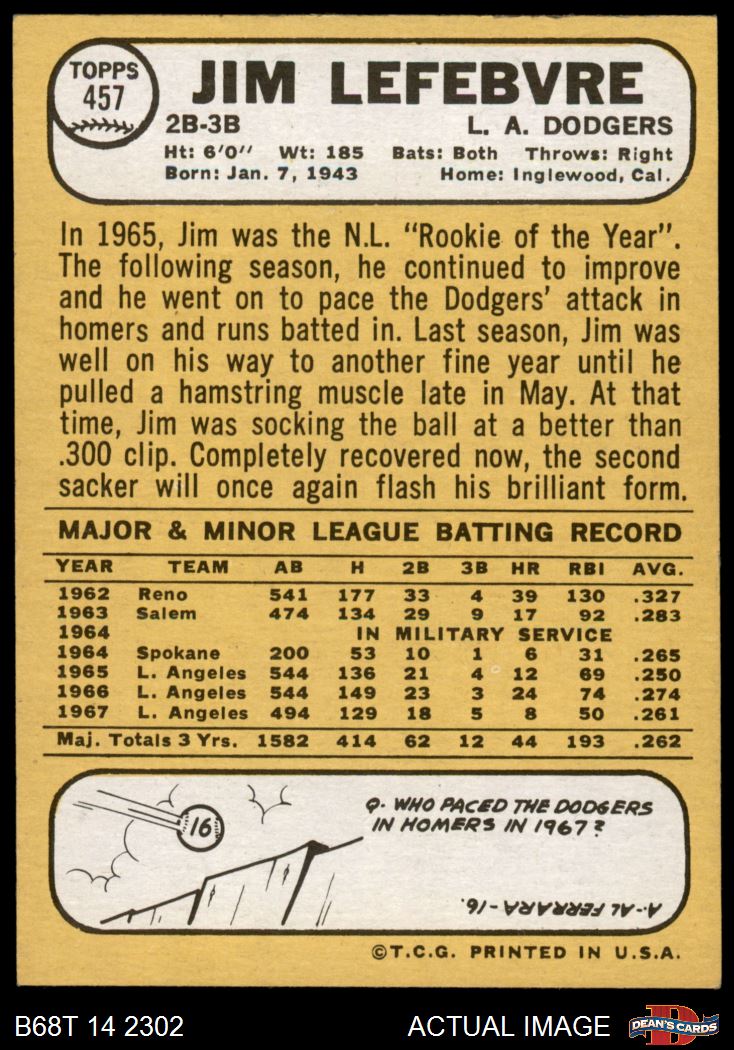 TOPPS
457
JIM LEFEBVRE
2B-3B L. A. DODGERS
Ht: 6'0" Wt: 185 Bats: Both Throws: Right
Born: Jan. 7, 1943 Home: Inglewood, Cal.
In 1965, Jim was the N.L. "Rookie of the Year".
The following season, he continued to improve
and he went on to pace the Dodgers' attack in
homers and runs batted in. Last season, Jim was
well on his way to another fine year until he
pulled a hamstring muscle late in May. At that
time, Jim was socking the ball at a better than
.300 clip. Completely recovered now, the second
sacker will once again flash his brilliant form.
MAJOR & MINOR LEAGUE BATTING RECORD
YEAR TEAM AB H 2B 3B HR RBI AVG.
1962 Reno 541 177 33 4 39 130 .327
1963 Salem 474 134 29 9 17 92 .283
1964 IN MILITARY SERVICE
1964 Spokane 200 53 10 1 6 31 .265
1965 L. Angeles 544 136 21 4 12 69 .250
1966 L. Angeles 544 149 23 3 24 74 .274
1967 L. Angeles 494 129 18 5 8 50 .261
Maj. Totals 3 Yrs. 1582 414 62 12 44 193 .262
16
Q- WHO PACED THE DODGERS
IN HOMERS IN 1967?
A- AL FERRARA-16.
©T.C.G. PRINTED IN U.S.A.
B68T 14 2302 ACTUAL IMAGE
D
DEAN'S CARDS